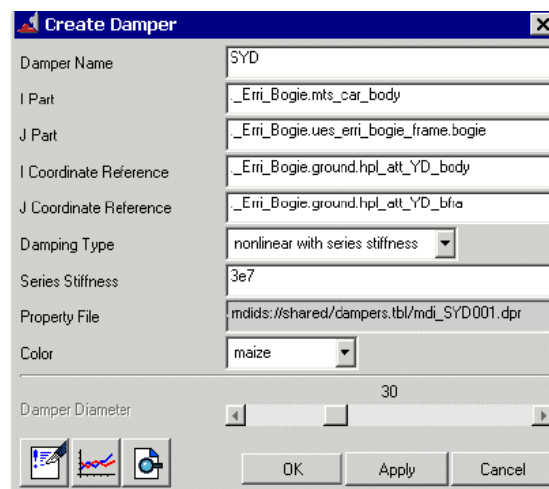 Create Damper
Damper Name SYD
I Part ._Erri_Bogie.mts_car_body
J Part ._Erri_Bogie.ues_erri_bogie_frame.bogie
I Coordinate Reference ._Erri_Bogie.ground.hpl_att_YD_body
J Coordinate Reference ._Erri_Bogie.ground.hpl_att_YD_bfra
Damping Type nonlinear with series stiffness
Series Stiffness 3e7
Property File mdids://shared/dampers.tbl/mdi_SYD001.dpr
Color maize
30
Damper Diameter
OK Apply Cancel